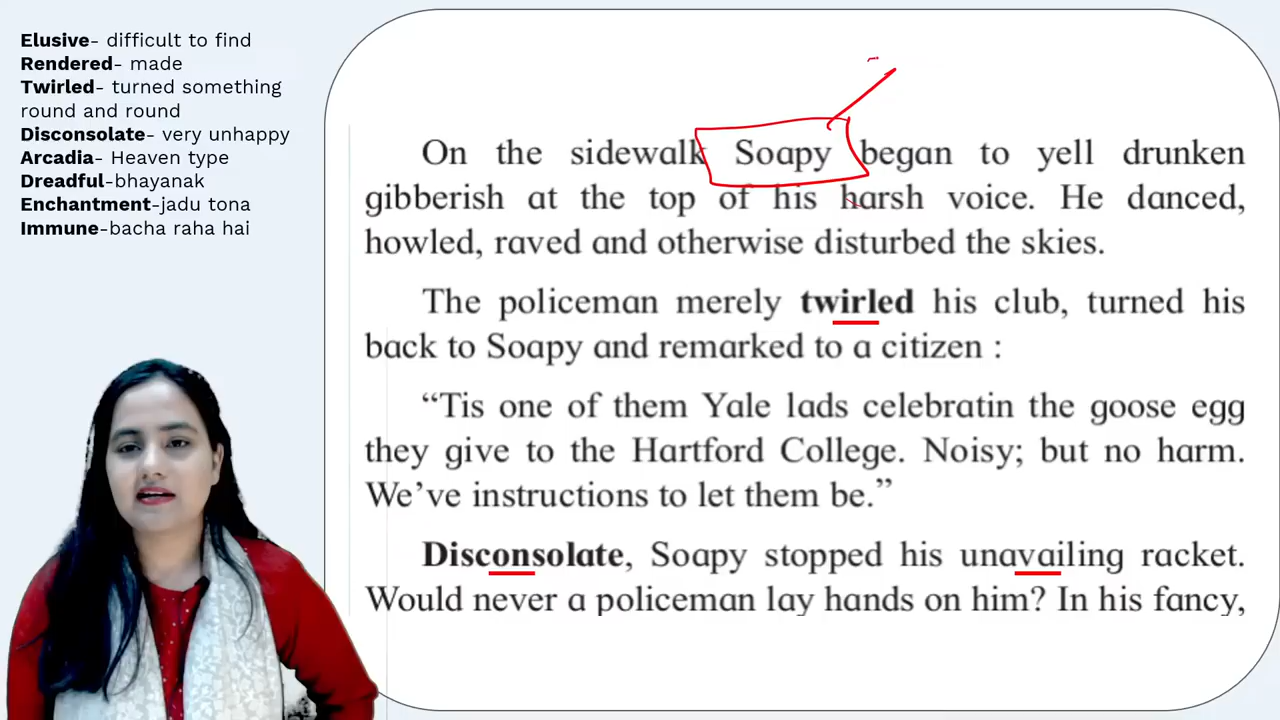 Elusive- difficult to find
Rendered- made
Twirled- turned something
round and round
Disconsolate- very unhappy
Arcadia- Heaven type
Dreadful-bhayanak
Enchantment-jadu tona
Immune-bacha raha hai
On the sidewalk Soapy began to yell drunken
gibberish at the top of his harsh voice. He danced,
howled, raved and otherwise disturbed the skies.
The policeman merely twirled his club, turned his
back to Soapy and remarked to a citizen :
“Tis one of them Yale lads celebratin the goose egg
they give to the Hartford College. Noisy; but no harm.
We’ve instructions to let them be.”
Disconsolate, Soapy stopped his unavailing racket.
Would never a policeman lay hands on him? In his fancy,